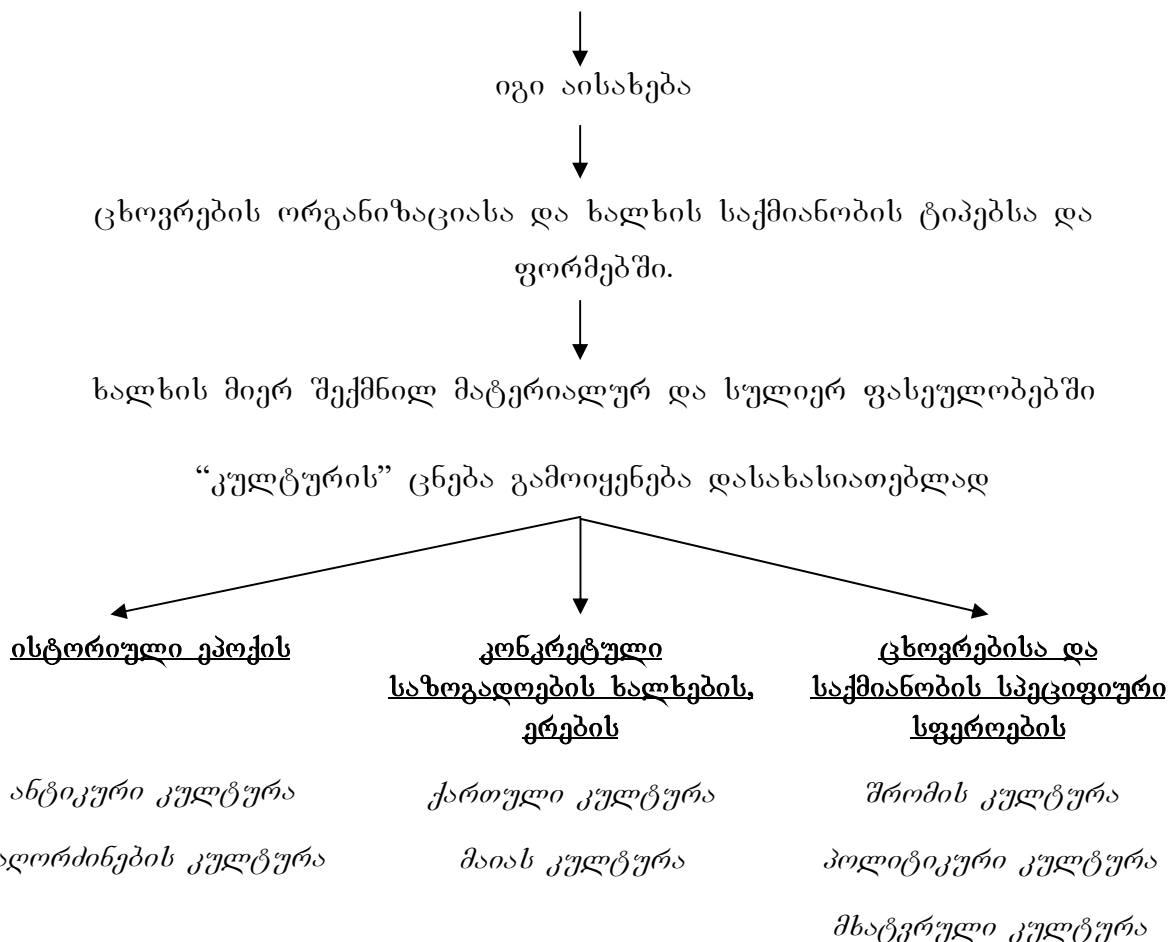 იგი აისახება
ცხოვრების ორგანიზაციასა და ხალხის საქმიანობის ტიპებსა და
ფორმებში.
ხალხის მიერ შექმნილ მატერიალურ და სულიერ ფასეულობებში
“კულტურის” ცნება გამოიყენება დასახასიათებლად
ისტორიული ეპოქის
კონკრეტული
საზოგადოების ხალხების,
ერების
ცხოვრებისა და
საქმიანობის სპეციფიური
სფეროების
ანტიკური კულტურა
აღორძინების კულტურა
ქართული კულტურა
მაიას კულტურა
შრომის კულტურა
პოლიტიკური კულტურა
მხატვრული კულტურა